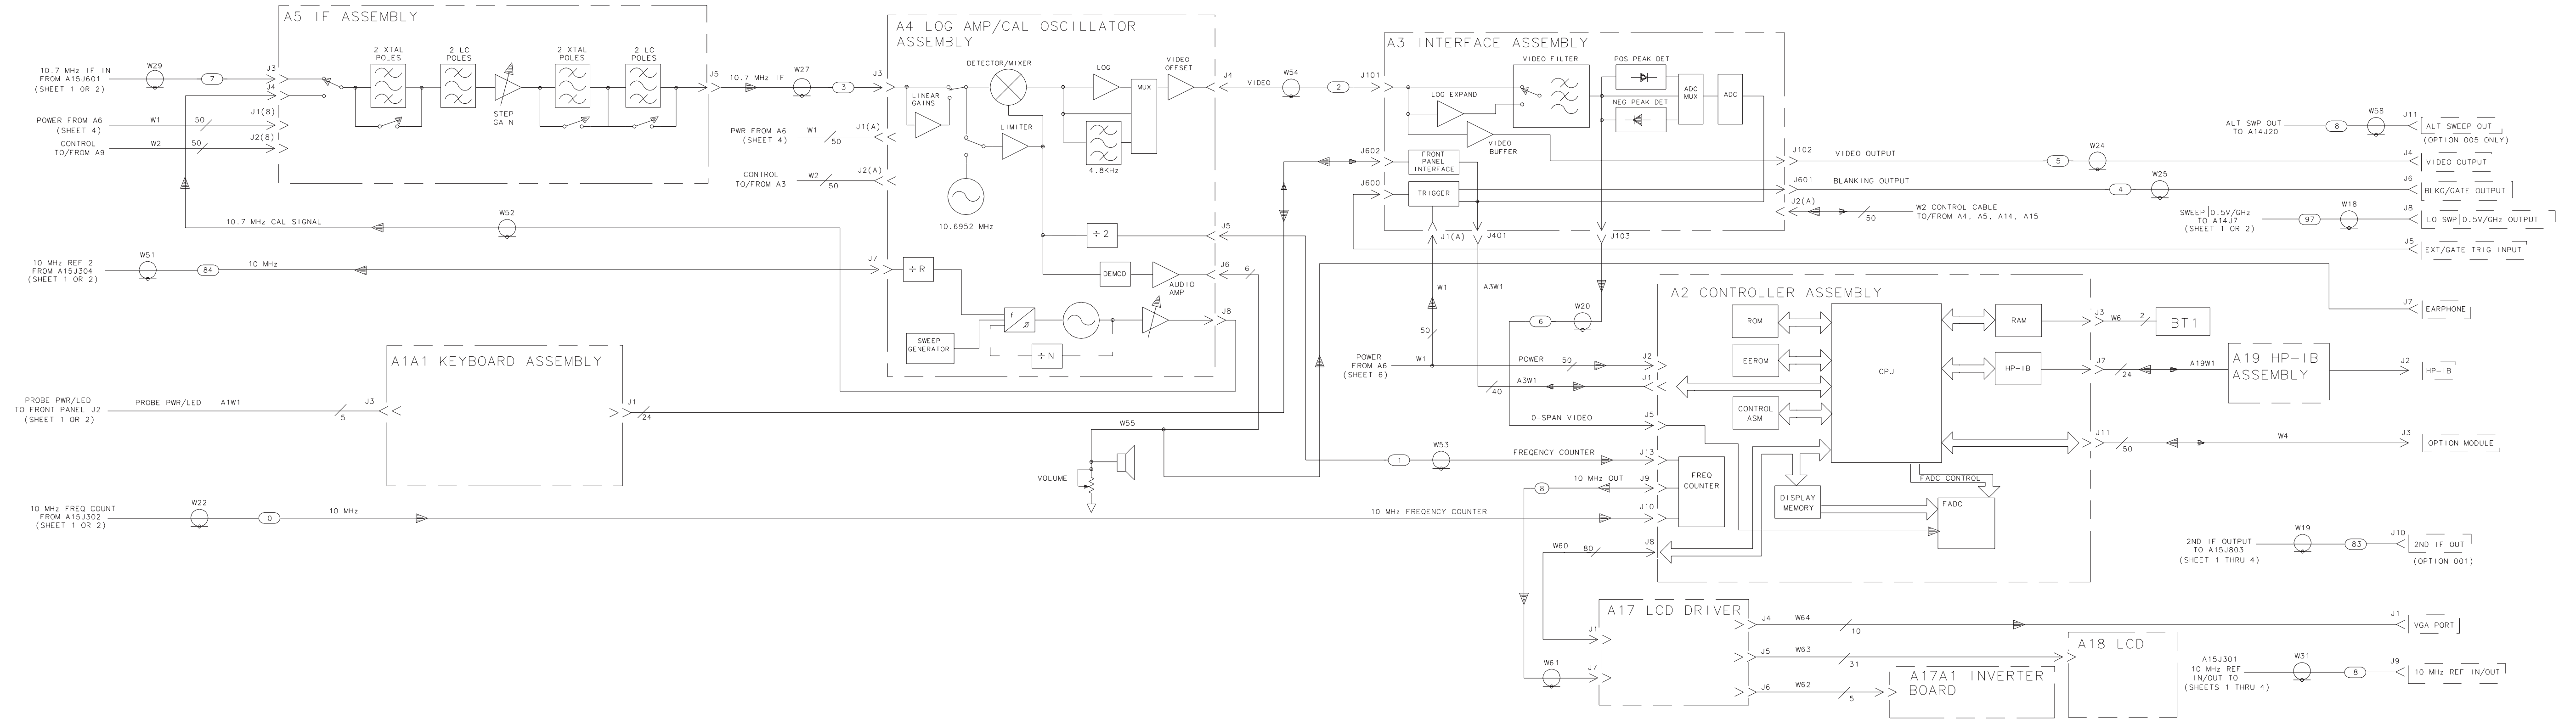 A5 IF ASSEMBLY
10.7 MHz IF IN
FROM A15J601
(SHEET 1 OR 2)
W29
7
J3
J4
J1(8)
J2(8)
POWER FROM A6
(SHEET 4)
W1
50
CONTROL
TO/FROM A9
W2
50
2 XTAL
POLES
2 LC
POLES
STEP
GAIN
2 XTAL
POLES
2 LC
POLES
J5
10.7 MHz IF
W27
3
10.7 MHz CAL SIGNAL
W52
10 MHz REF 2
FROM A15J304
(SHEET 1 OR 2)
W51
84
10 MHz
A4 LOG AMP/CAL OSCILLATOR
ASSEMBLY
J3
PWR FROM A6
(SHEET 4)
W1
50
J1(A)
CONTROL
TO/FROM A3
W2
50
J2(A)
LINEAR
GAINS
DETECTOR/MIXER
LIMITER
LOG
4.8KHz
MUX
VIDEO
OFFSET
J4
10.6952 MHz
÷ 2
J5
DEMOD
AUDIO
AMP
J6
6
J7
÷ R
SWEEP
GENERATOR
f
Ø
÷ N
J8
VIDEO
W54
2
A3 INTERFACE ASSEMBLY
J101
LOG EXPAND
VIDEO
BUFFER
VIDEO FILTER
POS PEAK DET
NEG PEAK DET
ADC
MUX
ADC
J602
FRONT
PANEL
INTERFACE
J600
TRIGGER
J1(A)
J401
J103
J102
VIDEO OUTPUT
5
W24
J601
BLANKING OUTPUT
4
W25
J2(A)
50
W2 CONTROL CABLE
TO/FROM A4, A5, A14, A15
ALT SWP OUT
TO A14J20
8
W58
J11
ALT SWEEP OUT
(OPTION 005 ONLY)
J4
VIDEO OUTPUT
J6
BLKG/GATE OUTPUT
SWEEP|0.5V/GHz
TO A14J7
(SHEET 1 OR 2)
97
W18
J8
LO SWP|0.5V/GHz OUTPUT
J5
EXT/GATE TRIG INPUT
J7
EARPHONE
W1
50
A3W1
W20
6
POWER
FROM A6
(SHEET 6)
W1
POWER
50
J2
A3W1
40
J1
0-SPAN VIDEO
J5
W53
1
FREQENCY COUNTER
J13
8
10 MHz OUT
J9
10 MHz FREQENCY COUNTER
J10
W60
80
J8
A2 CONTROLLER ASSEMBLY
ROM
EEROM
CONTROL
ASM
CPU
RAM
HP-IB
FREQ
COUNTER
DISPLAY
MEMORY
FADC CONTROL
FADC
J3
W6
2
BT1
J7
24
A19W1
A19 HP-IB
ASSEMBLY
J2
HP-IB
J11
50
W4
J3
OPTION MODULE
A1A1 KEYBOARD ASSEMBLY
PROBE PWR/LED
TO FRONT PANEL J2
(SHEET 1 OR 2)
PROBE PWR/LED
A1W1
5
J3
J1
24
W55
VOLUME
10 MHz FREQ COUNT
FROM A15J302
(SHEET 1 OR 2)
W22
0
10 MHz
2ND IF OUTPUT
TO A15J803
(SHEET 1 THRU 4)
W19
83
J10
2ND IF OUT
(OPTION 001)
A17 LCD DRIVER
J1
W61
J7
J4
W64
10
J1
VGA PORT
J5
W63
31
A18 LCD
J6
W62
5
A17A1 INVERTER
BOARD
A15J301
10 MHz REF
IN/OUT TO
(SHEETS 1 THRU 4)
W31
8
J9
10 MHz REF IN/OUT